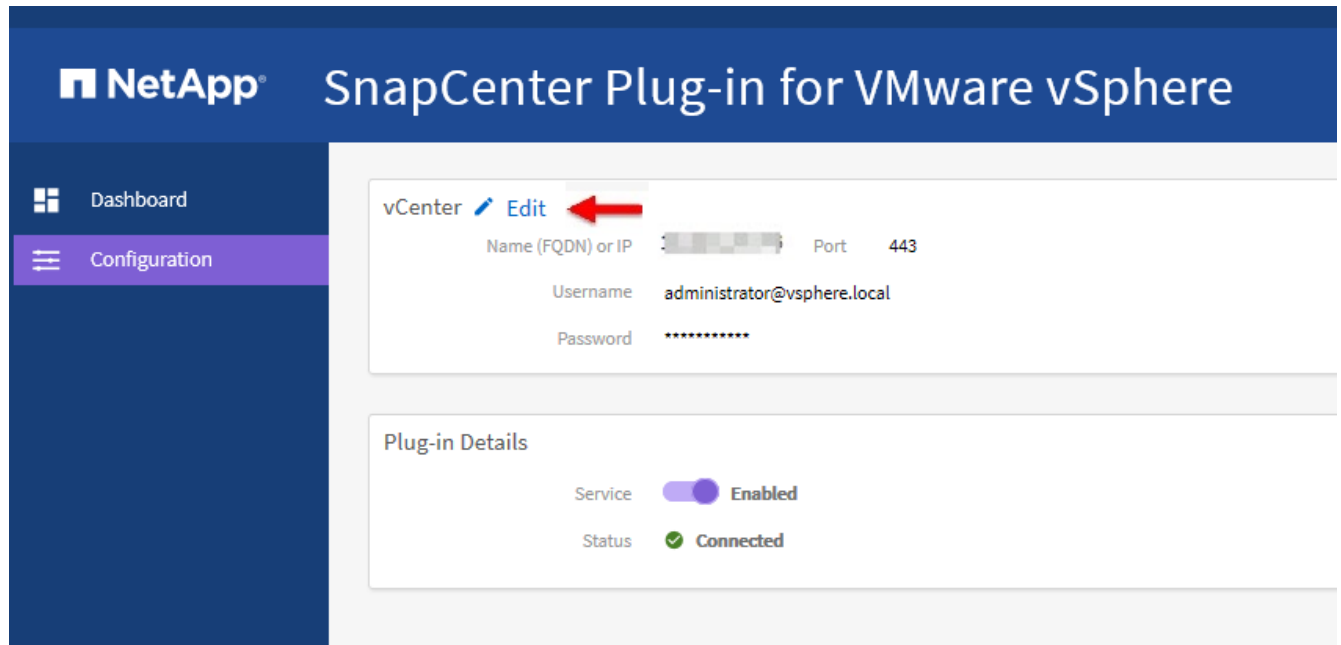 NetApp® SnapCenter Plug-in for VMware vSphere
Dashboard
Configuration
vCenter Edit
Name (FQDN) or IP Port 443
Username administrator@vsphere.local
Password ***********
Plug-in Details
Service Enabled
Status Connected